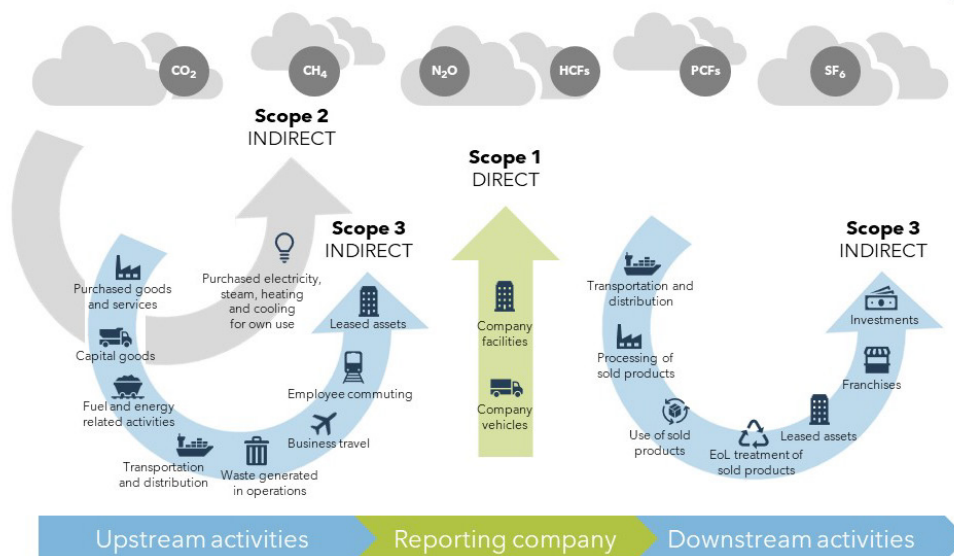 CO₂
CH₄
N₂O
HCFs
PCFs
SF₆
Scope 2
INDIRECT
Scope 1
DIRECT
Scope 3
INDIRECT
Scope 3
INDIRECT
Purchased electricity,
steam, heating
and cooling
for own use
Purchased goods
and services
Capital goods
Fuel and energy
related activities
Transportation
and distribution
Waste generated
in operations
Business travel
Employee commuting
Leased assets
Company
facilities
Company
vehicles
Transportation and
distribution
Processing of
sold products
Use of sold
products
EoL treatment of
sold products
Leased assets
Franchises
Investments
Upstream activities
Reporting company
Downstream activities